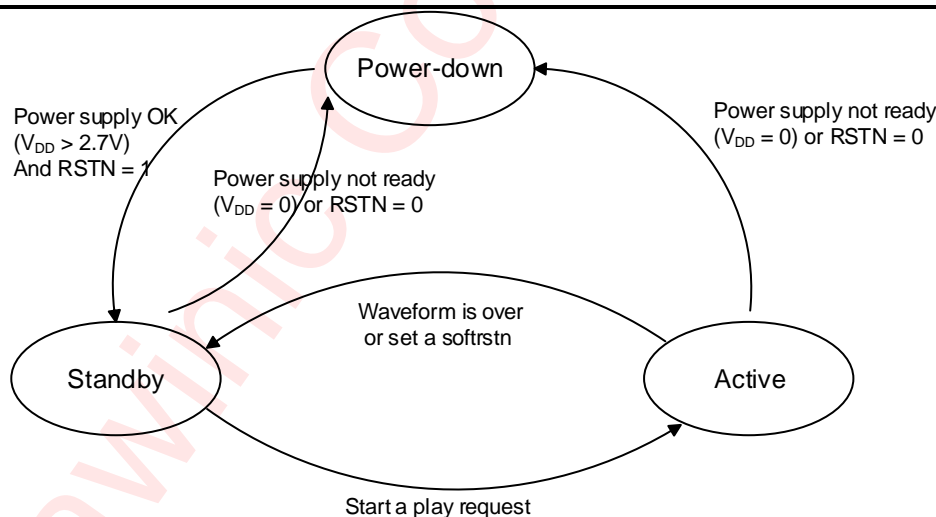 Power-down
Power supply OK
(VDD > 2.7V)
And RSTN = 1
Power supply not ready
(VDD = 0) or RSTN = 0
Power supply not ready
(VDD = 0) or RSTN = 0
Waveform is over
or set a softrstn
Standby
Active
Start a play request